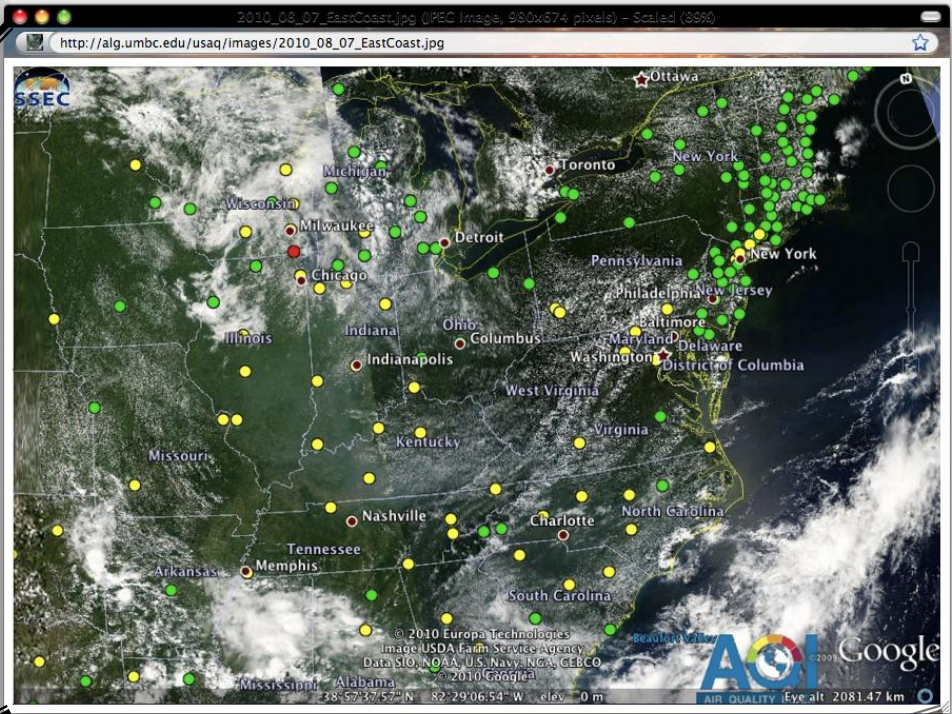 2010_08_07_EastCoast.jpg (JPEG Image, 980x674 pixels) – Scaled (89%)
http://alg.umbc.edu/usaq/images/2010_08_07_EastCoast.jpg
SSEC
Ottawa
N
Toronto
New York
Michigan
Wisconsin
Milwaukee
Detroit
New York
Pennsylvania
Chicago
Philadelphia
New Jersey
Baltimore
Illinois
Indiana
Ohio
Columbus
Maryland
Delaware
Indianapolis
Washington
District of Columbia
West Virginia
Virginia
Kentucky
Missouri
Nashville
Charlotte
North Carolina
Tennessee
Arkansas
Memphis
South Carolina
© 2010 Europa Technologies
Image USDA Farm Service Agency
Data SIO, NOAA, U.S. Navy, NGA, GEBCO
© 2010 Google
Beaufort Valley
AQI
AIR QUALITY
©2009 Google
Mississippi
Alabama
38°57'37.57" N 82°29'06.54" W elev 0 m
Eye alt 2081.47 km